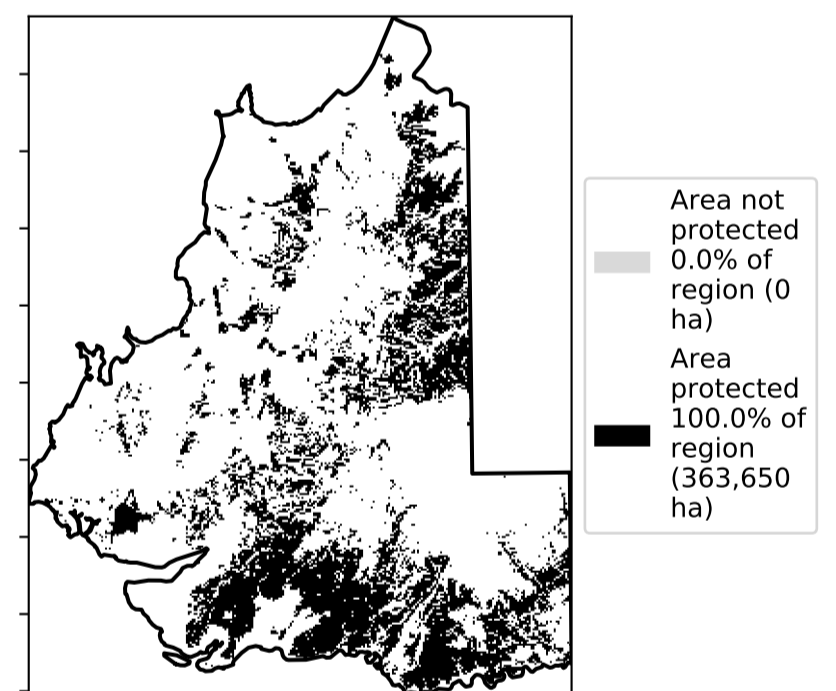 Area not
protected
0.0% of
region (0
ha)
Area
protected
100.0% of
region
(363,650
ha)